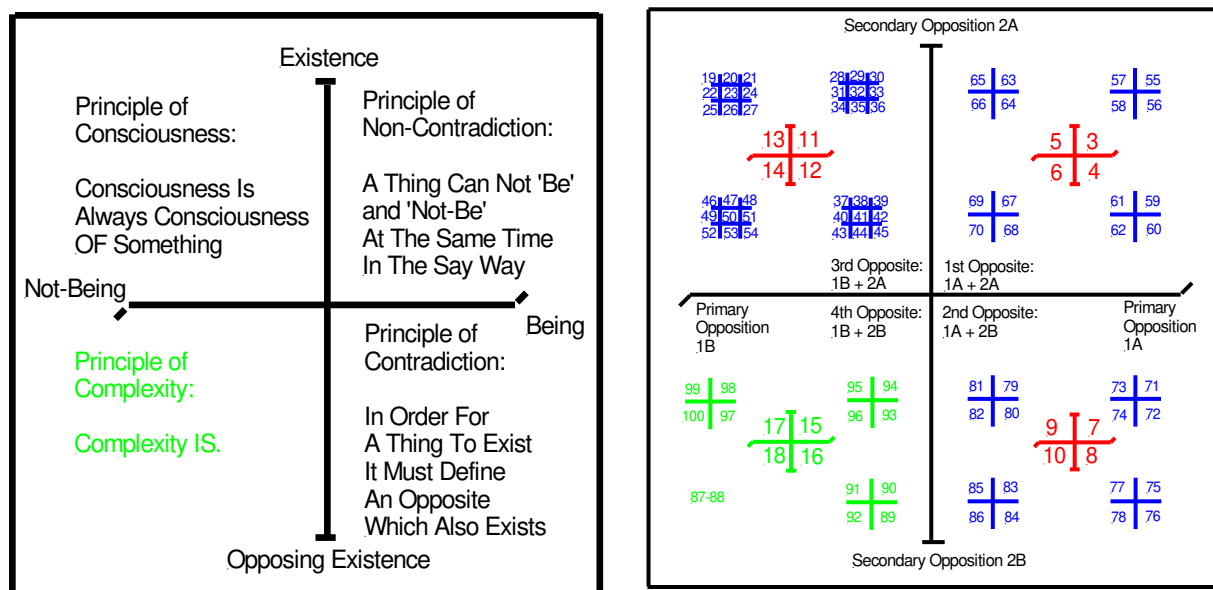 Existence
Principle of
Consciousness:
Consciousness Is
Always Consciousness
OF Something
Principle of
Non-Contradiction:
A Thing Can Not 'Be'
and 'Not-Be'
At The Same Time
In The Say Way
Not-Being
Being
Principle of
Complexity:
Complexity IS.
Principle of
Contradiction:
In Order For
A Thing To Exist
It Must Define
An Opposite
Which Also Exists
Opposing Existence
Secondary Opposition 2A
19 20 21
22 23 24
25 26 27
28 29 30
31 32 33
34 35 36
13 11
14 12
46 47 48
49 50 51
52 53 54
37 38 39
40 41 42
43 44 45
65 63
66 64
57 55
58 56
5 3
6 4
69 67
70 68
61 59
62 60
3rd Opposite:
1B + 2A
1st Opposite:
1A + 2A
Primary
Opposition
1B
4th Opposite:
1B + 2B
2nd Opposite:
1A + 2B
Primary
Opposition
1A
99 98
100 97
95 94
96 93
17 15
18 16
87-88
91 90
92 89
81 79
82 80
73 71
74 72
9 7
10 8
85 83
86 84
77 75
78 76
Secondary Opposition 2B